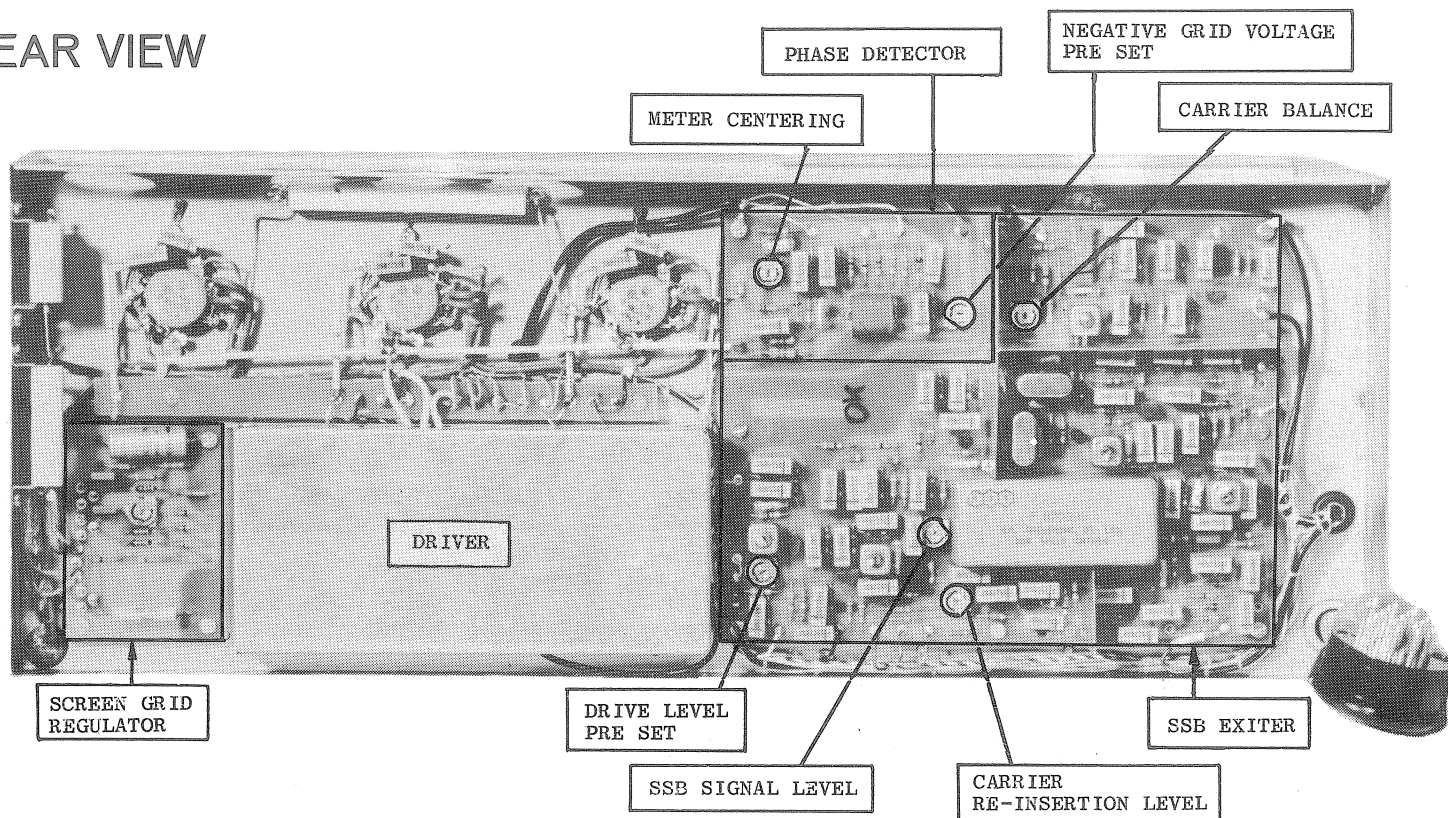 EAR VIEW
PHASE DETECTOR
NEGATIVE GRID VOLTAGE
PRE SET
METER CENTERING
CARRIER BALANCE
OK
DRIVER
SCREEN GRID
REGULATOR
DRIVE LEVEL
PRE SET
SSB EXITER
SSB SIGNAL LEVEL
CARRIER
RE-INSERTION LEVEL